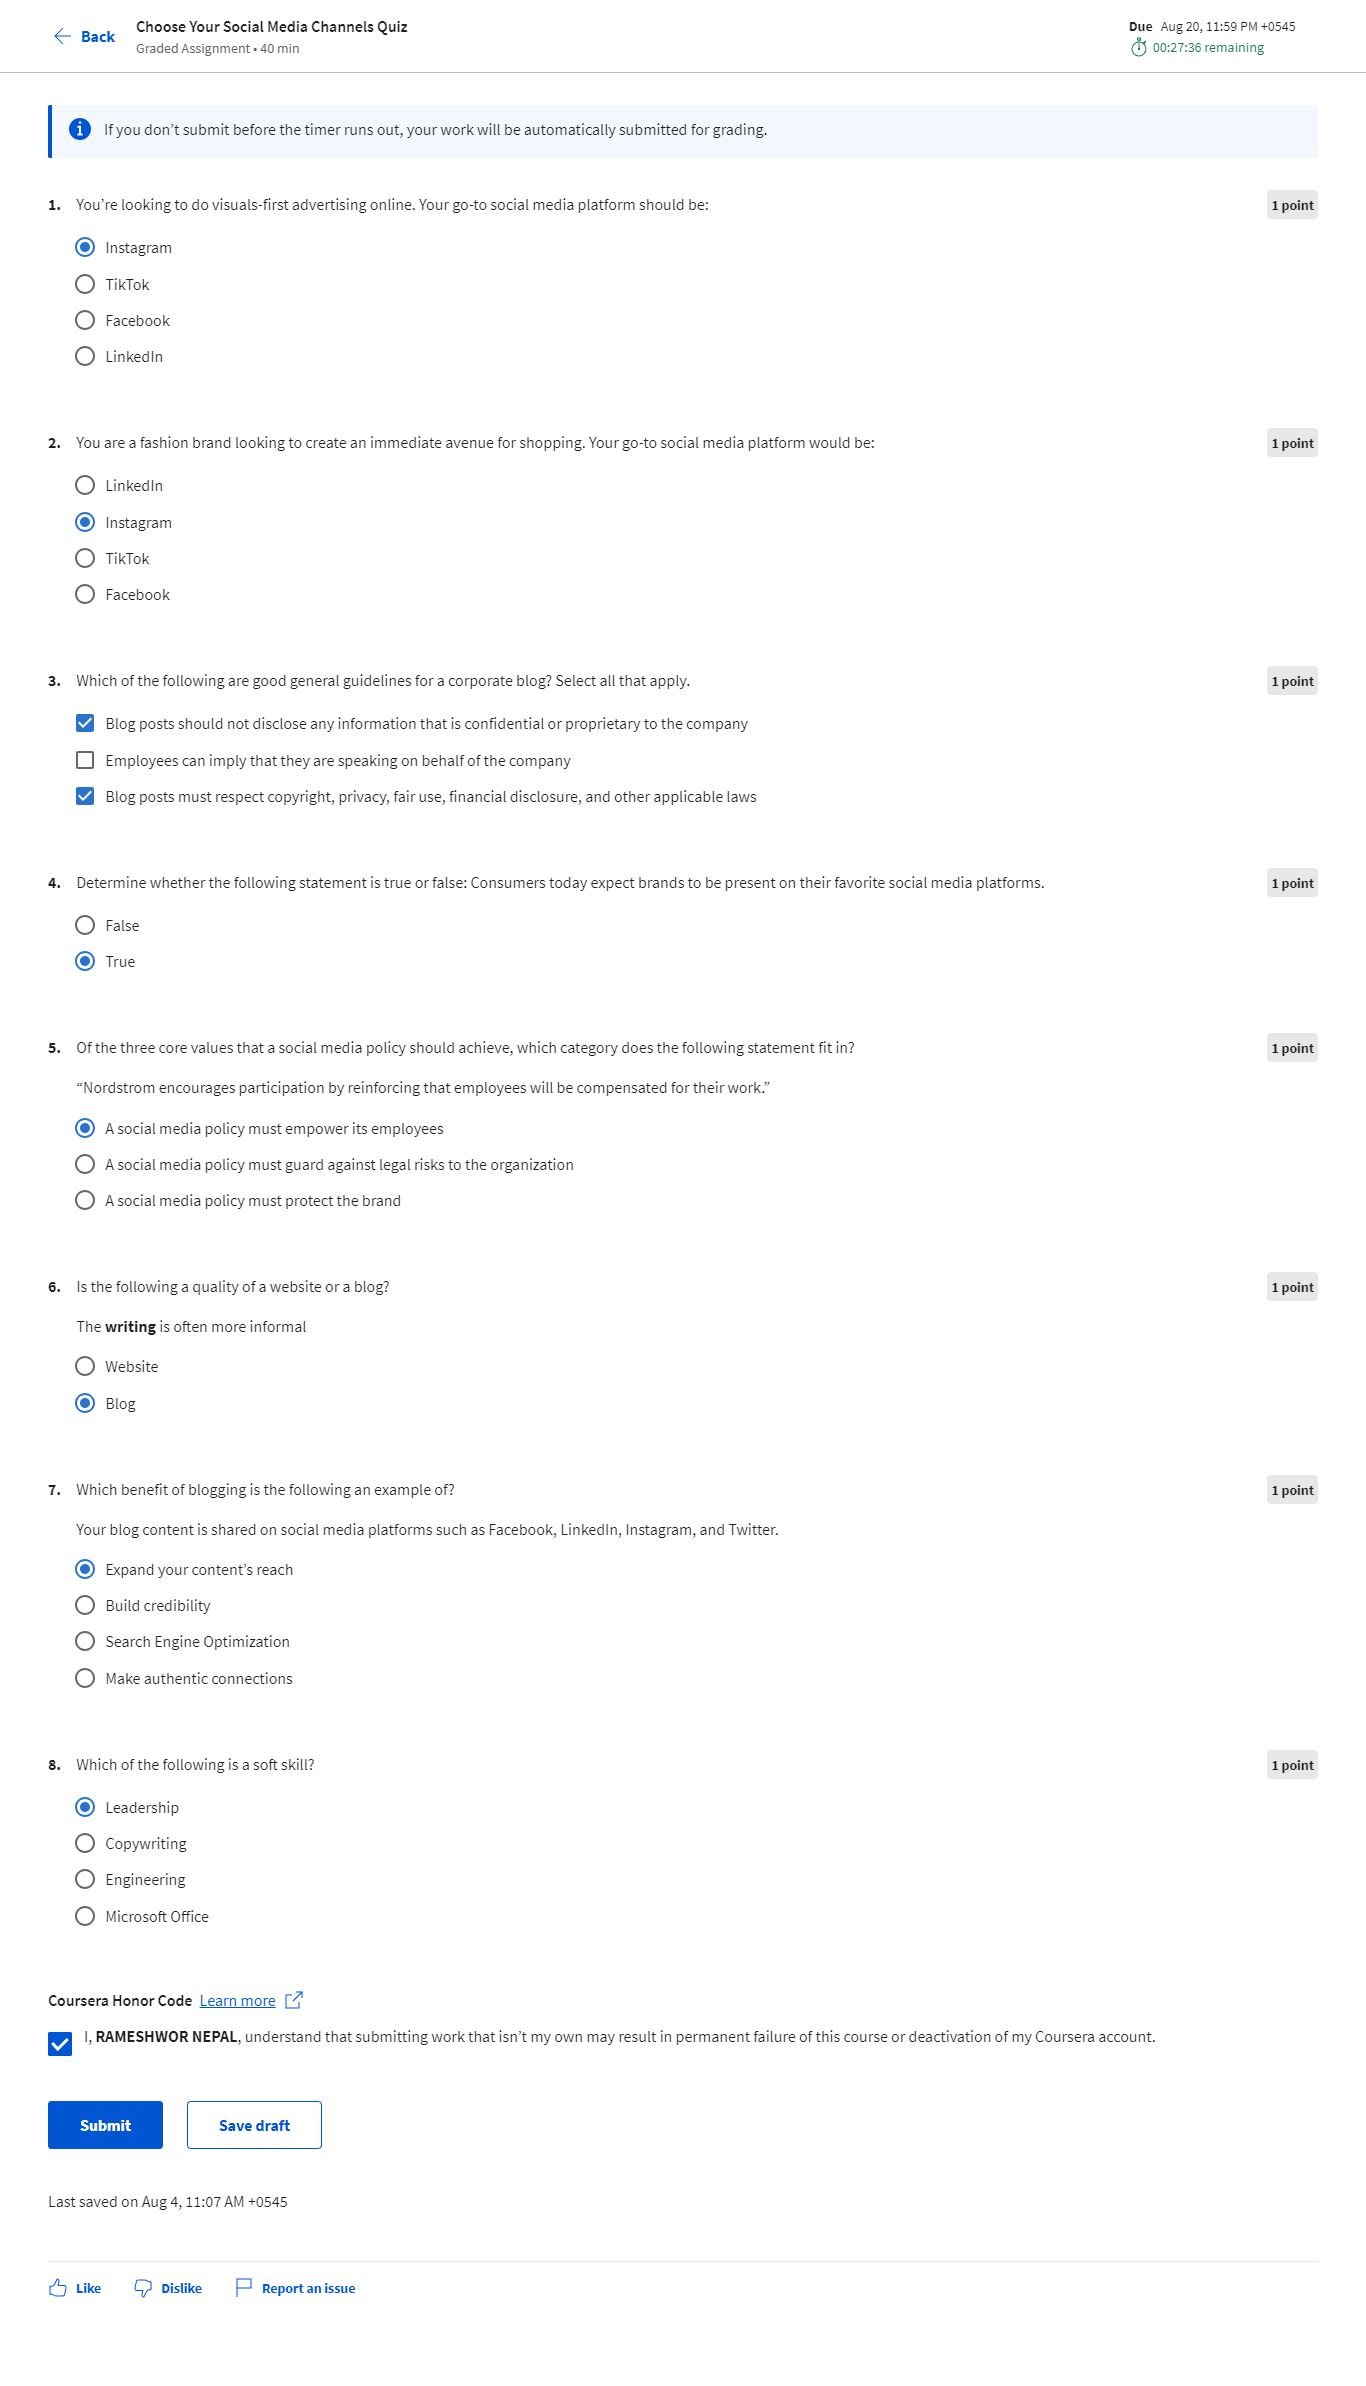 Back
Choose Your Social Media Channels Quiz
Graded Assignment • 40 min
Due Aug 20, 11:59 PM +0545
00:27:36 remaining
If you don’t submit before the timer runs out, your work will be automatically submitted for grading.
1. You’re looking to do visuals-first advertising online. Your go-to social media platform should be: 1 point
Instagram
TikTok
Facebook
LinkedIn
2. You are a fashion brand looking to create an immediate avenue for shopping. Your go-to social media platform would be: 1 point
LinkedIn
Instagram
TikTok
Facebook
3. Which of the following are good general guidelines for a corporate blog? Select all that apply. 1 point
Blog posts should not disclose any information that is confidential or proprietary to the company
Employees can imply that they are speaking on behalf of the company
Blog posts must respect copyright, privacy, fair use, financial disclosure, and other applicable laws
4. Determine whether the following statement is true or false: Consumers today expect brands to be present on their favorite social media platforms. 1 point
False
True
5. Of the three core values that a social media policy should achieve, which category does the following statement fit in? 1 point
“Nordstrom encourages participation by reinforcing that employees will be compensated for their work.”
A social media policy must empower its employees
A social media policy must guard against legal risks to the organization
A social media policy must protect the brand
6. Is the following a quality of a website or a blog? 1 point
The writing is often more informal
Website
Blog
7. Which benefit of blogging is the following an example of? 1 point
Your blog content is shared on social media platforms such as Facebook, LinkedIn, Instagram, and Twitter.
Expand your content’s reach
Build credibility
Search Engine Optimization
Make authentic connections
8. Which of the following is a soft skill? 1 point
Leadership
Copywriting
Engineering
Microsoft Office
Coursera Honor Code Learn more
I, RAMESHWOR NEPAL, understand that submitting work that isn’t my own may result in permanent failure of this course or deactivation of my Coursera account.
Submit Save draft
Last saved on Aug 4, 11:07 AM +0545
Like Dislike Report an issue